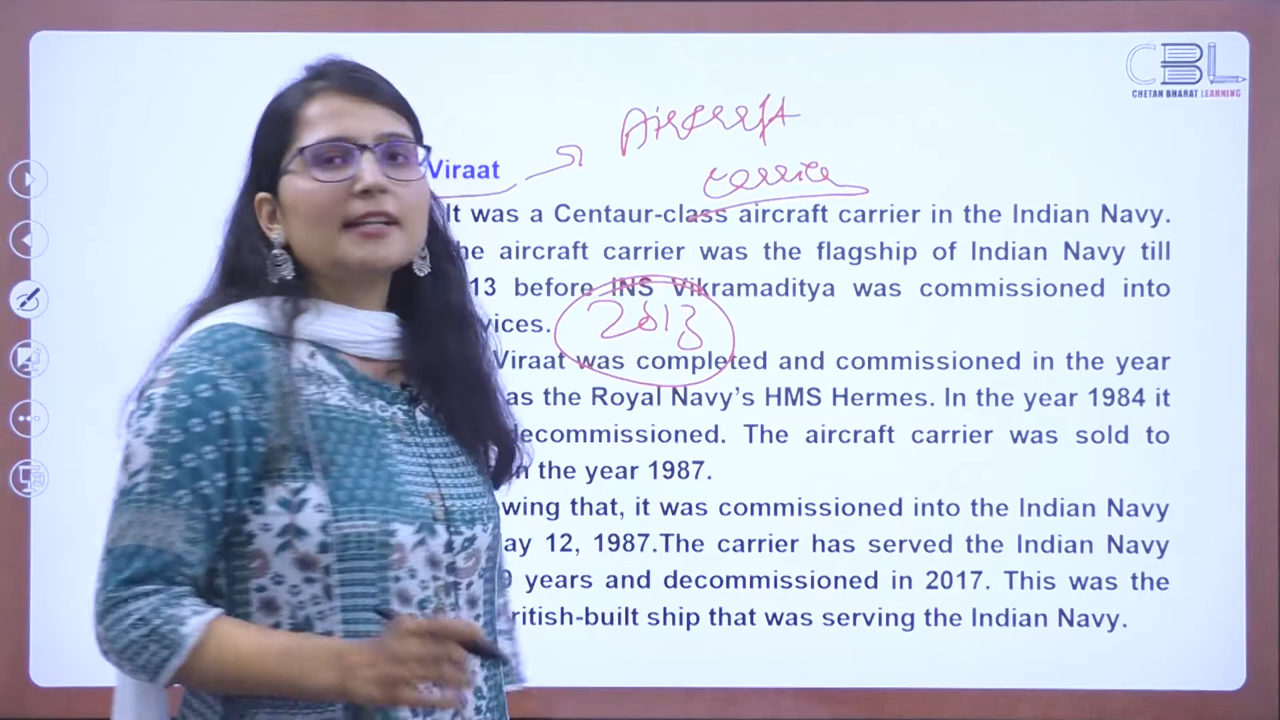 CBL
CHETAN BHARAT LEARNING
Aircraft
carrier
Viraat
It was a Centaur-class aircraft carrier in the Indian Navy.
he aircraft carrier was the flagship of Indian Navy till
13 before INS Vikramaditya was commissioned into
vices.
2013
Viraat was completed and commissioned in the year
as the Royal Navy’s HMS Hermes. In the year 1984 it
decommissioned. The aircraft carrier was sold to
n the year 1987.
wing that, it was commissioned into the Indian Navy
ay 12, 1987.The carrier has served the Indian Navy
years and decommissioned in 2017. This was the
ritish-built ship that was serving the Indian Navy.